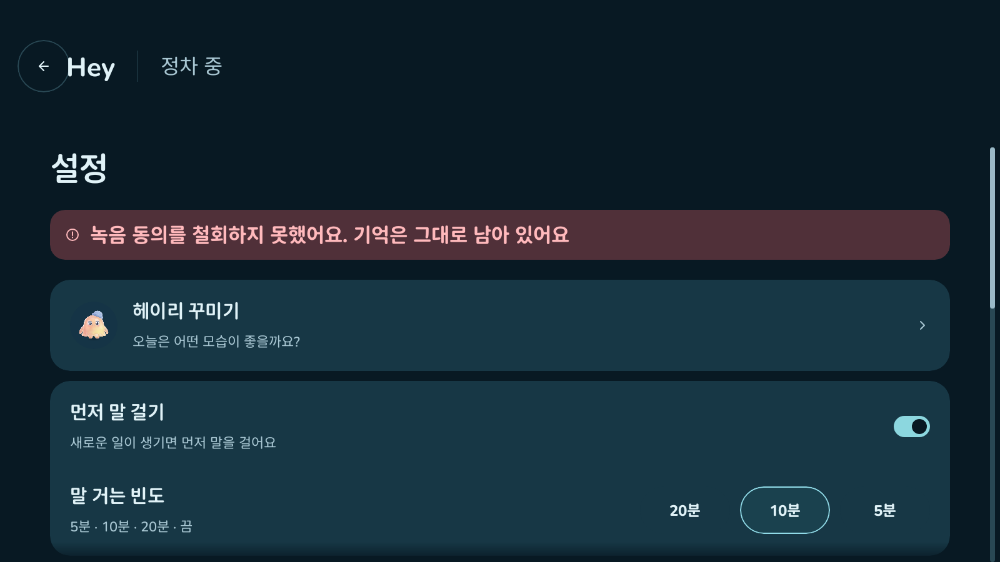 Hey
정차 중
설정
녹음 동의를 철회하지 못했어요. 기억은 그대로 남아 있어요
헤이리 꾸미기
오늘은 어떤 모습이 좋을까요?
먼저 말 걸기
새로운 일이 생기면 먼저 말을 걸어요
말 거는 빈도
5분 · 10분 · 20분 · 끔
20분 10분 5분